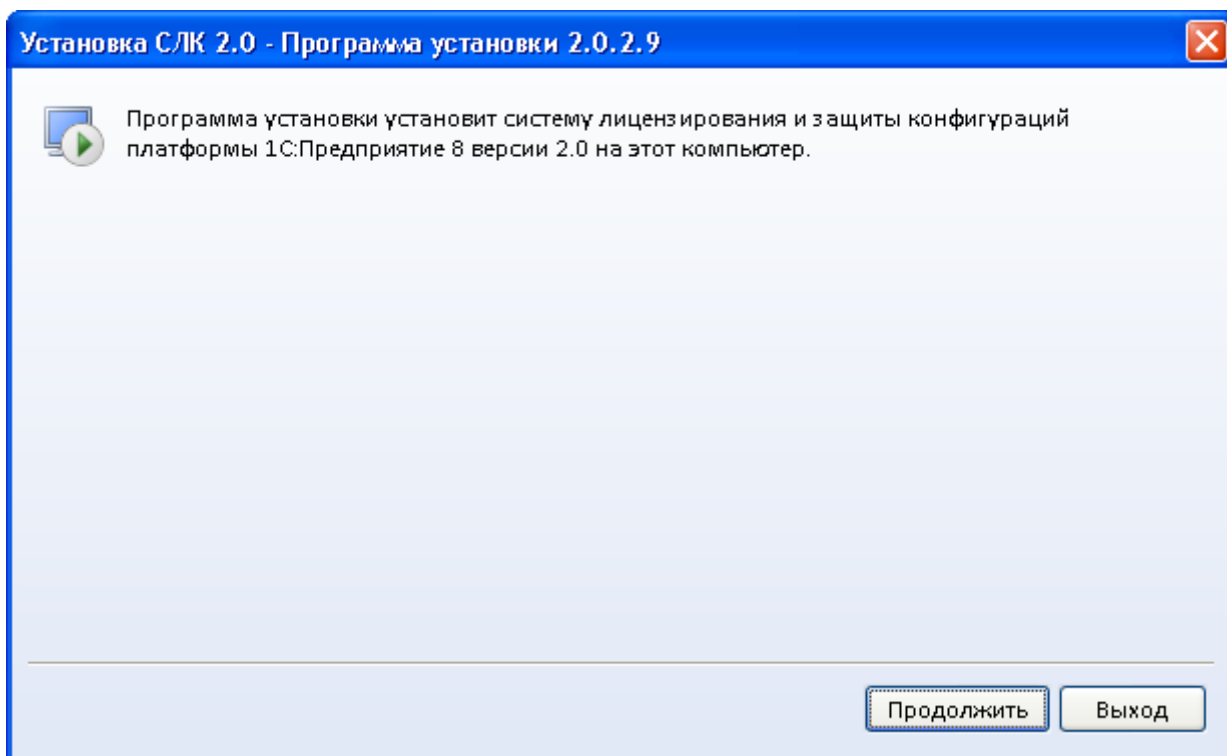 Установка СЛК 2.0 - Программа установки 2.0.2.9
Программа установки установит систему лицензирования и защиты конфигураций
платформы 1С:Предприятие 8 версии 2.0 на этот компьютер.
Продолжить
Выход